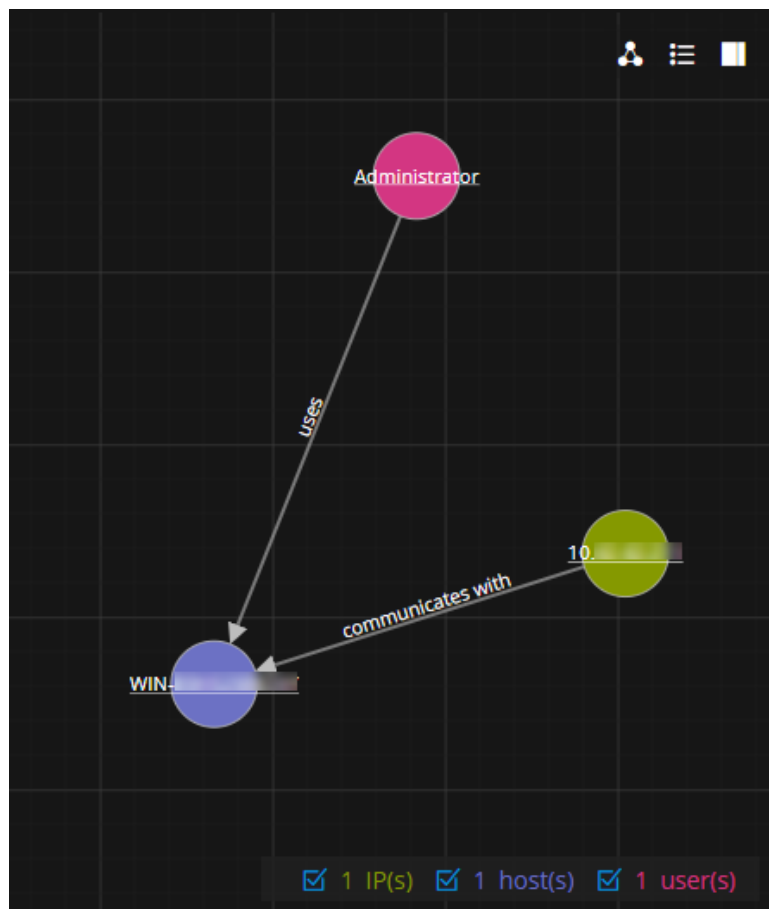 Administrator
uses
10.
communicates with
WIN-
1 IP(s) 1 host(s) 1 user(s)